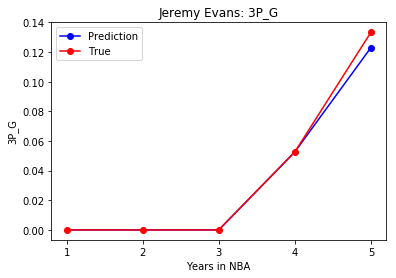 Jeremy Evans: 3P_G
Prediction
True
0.14
0.12
0.10
0.08
0.06
0.04
0.02
0.00
3P_G
1 2 3 4 5
Years in NBA